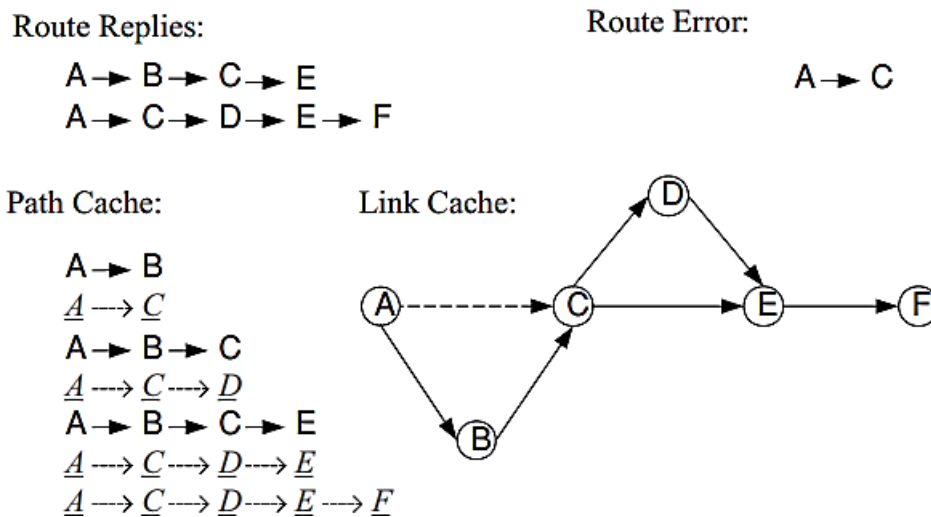 Route Replies:
A → B → C → E
A → C → D → E → F
Route Error:
A → C
Path Cache:
A → B
A ---> C
A → B → C
A ---> C ---> D
A → B → C → E
A ---> C ---> D ---> E
A ---> C ---> D ---> E ---> F
Link Cache:
D
A
C
E
F
B